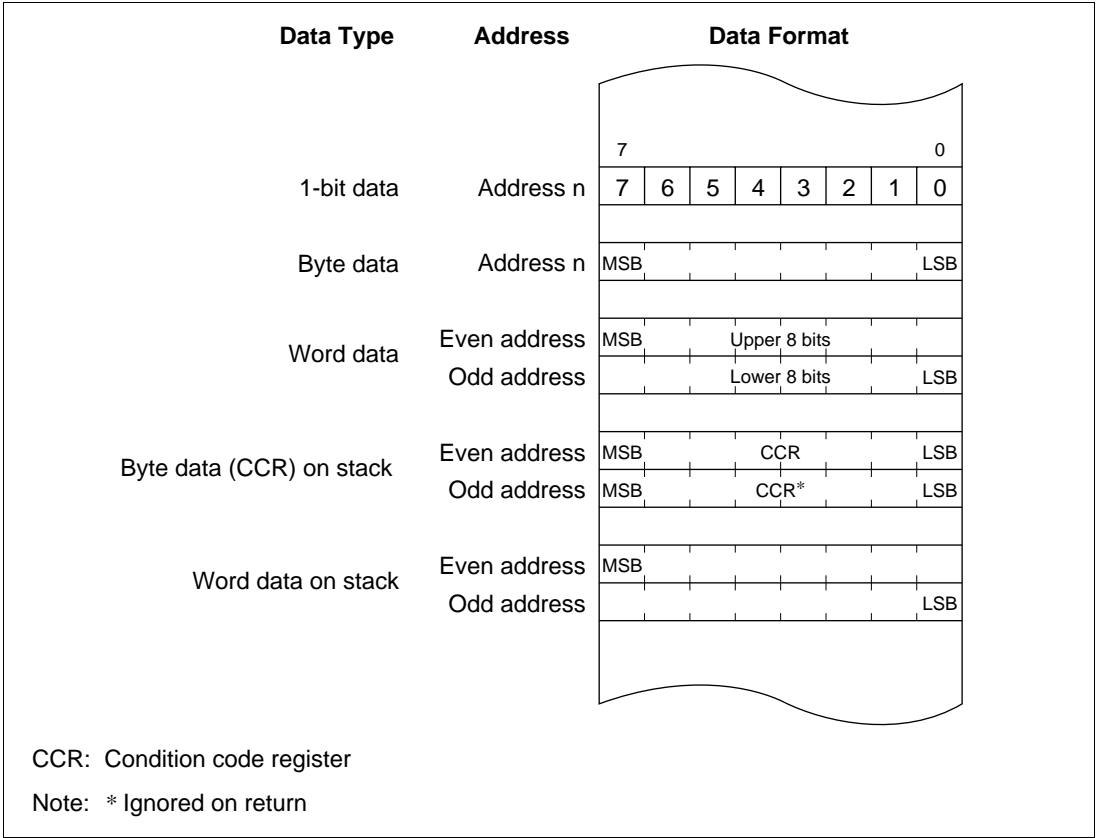 Data Type Address Data Format
7 0
1-bit data Address n 7 6 5 4 3 2 1 0
Byte data Address n MSB LSB
Word data
Even address MSB Upper 8 bits
Odd address Lower 8 bits LSB
Byte data (CCR) on stack
Even address MSB CCR LSB
Odd address MSB CCR* LSB
Word data on stack
Even address MSB
Odd address LSB
CCR: Condition code register
Note: * Ignored on return